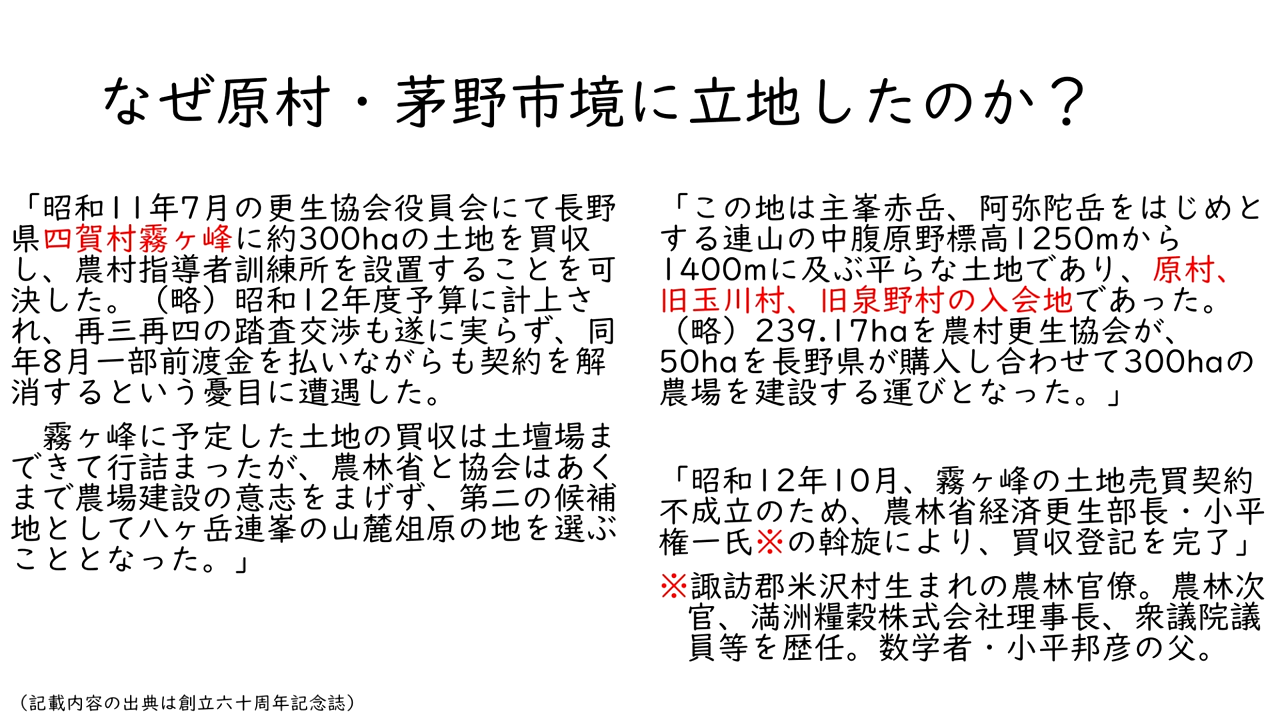 なぜ原村・茅野市境に立地したのか？
「昭和11年7月の更生協会役員会にて長野
県四賀村霧ヶ峰に約300haの土地を買収
し、農村指導者訓練所を設置することを可
決した。（略）昭和12年度予算に計上さ
れ、再三再四の踏査交渉も遂に実らず、同
年8月一部前渡金を払いながらも契約を解
消するという憂目に遭遇した。
　霧ヶ峰に予定した土地の買収は土壇場ま
できて行詰まったが、農林省と協会はあく
まで農場建設の意志をまげず、第二の候補
地として八ヶ岳連峯の山麓俎原の地を選ぶ
こととなった。」
「この地は主峯赤岳、阿弥陀岳をはじめと
する連山の中腹原野標高1250mから
1400mに及ぶ平らな土地であり、原村、
旧玉川村、旧泉野村の入会地であった。
（略）239.17haを農村更生協会が、
50haを長野県が購入し合わせて300haの
農場を建設する運びとなった。」
「昭和12年10月、霧ヶ峰の土地売買契約
不成立のため、農林省経済更生部長・小平
権一氏※の斡旋により、買収登記を完了」
※諏訪郡米沢村生まれの農林官僚。農林次
官、満洲糧穀株式会社理事長、衆議院議
員等を歴任。数学者・小平邦彦の父。
（記載内容の出典は創立六十周年記念誌）